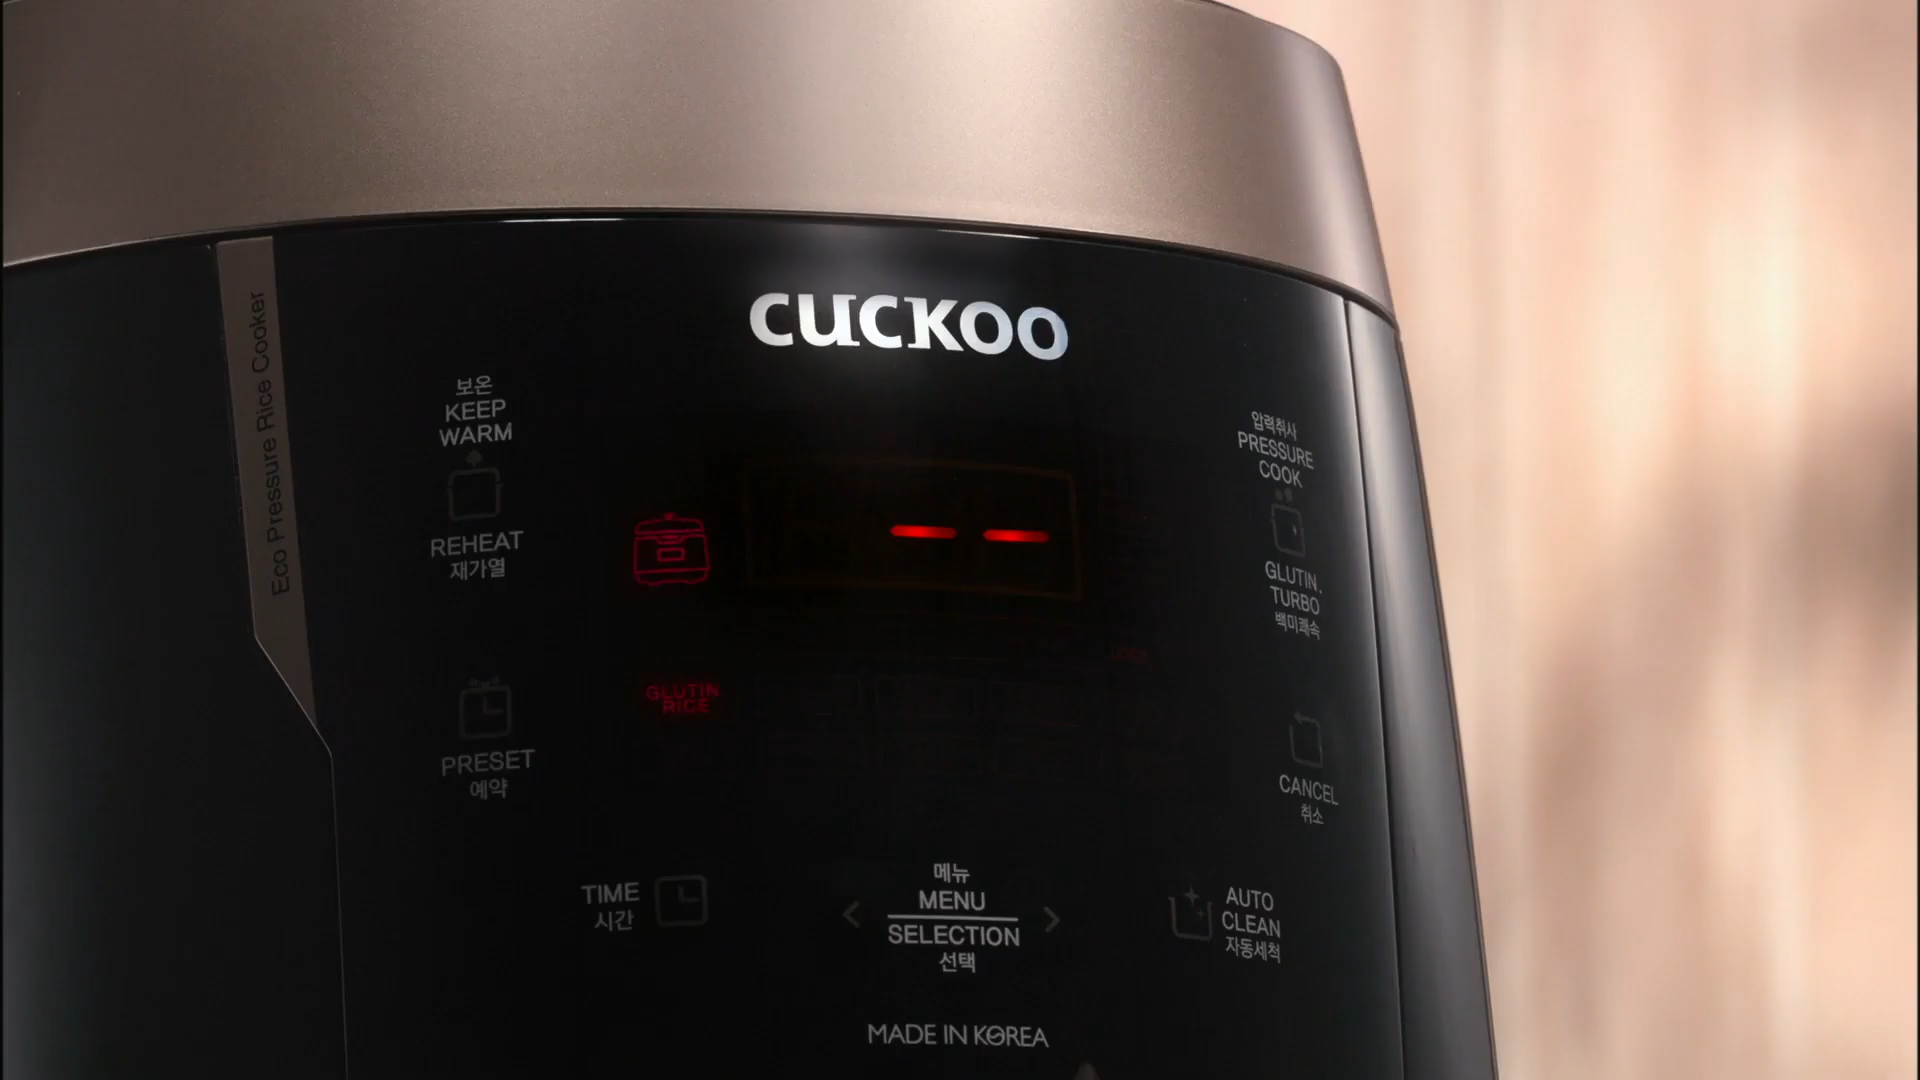 CUCKOO
Eco Pressure Rice Cooker
보온
KEEP
WARM
REHEAT
재가열
압력취사
PRESSURE
COOK
GLUTIN.
TURBO
백미쾌속
GLUTIN
RICE
PRESET
예약
CANCEL
취소
TIME
시간
메뉴
MENU
SELECTION
선택
AUTO
CLEAN
자동세척
MADE IN KOREA